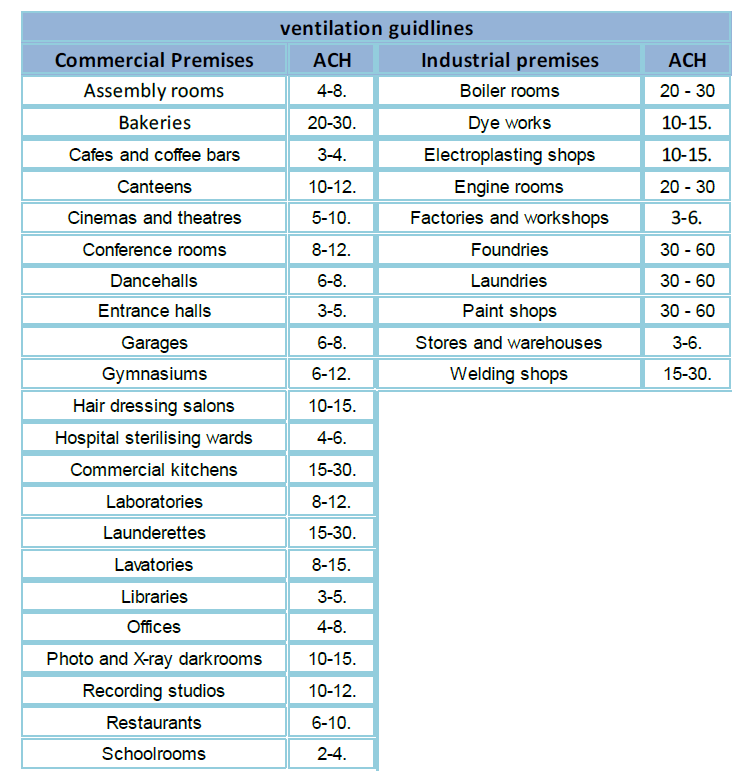 ventilation guidlines
Commercial Premises ACH Industrial premises ACH
Assembly rooms 4-8. Boiler rooms 20 - 30
Bakeries 20-30. Dye works 10-15.
Cafes and coffee bars 3-4. Electroplasting shops 10-15.
Canteens 10-12. Engine rooms 20 - 30
Cinemas and theatres 5-10. Factories and workshops 3-6.
Conference rooms 8-12. Foundries 30 - 60
Dancehalls 6-8. Laundries 30 - 60
Entrance halls 3-5. Paint shops 30 - 60
Garages 6-8. Stores and warehouses 3-6.
Gymnasiums 6-12. Welding shops 15-30.
Hair dressing salons 10-15.
Hospital sterilising wards 4-6.
Commercial kitchens 15-30.
Laboratories 8-12.
Launderettes 15-30.
Lavatories 8-15.
Libraries 3-5.
Offices 4-8.
Photo and X-ray darkrooms 10-15.
Recording studios 10-12.
Restaurants 6-10.
Schoolrooms 2-4.